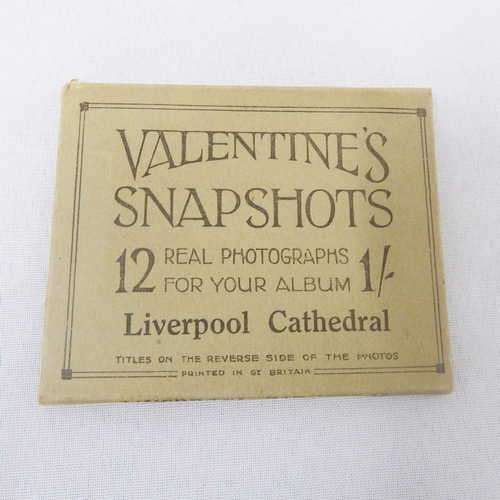 VALENTINE'S
SNAPSHOTS
12 REAL PHOTOGRAPHS
FOR YOUR ALBUM 1/-
Liverpool Cathedral
TITLES ON THE REVERSE SIDE OF THE PHOTOS
PRINTED IN GT BRITAIN